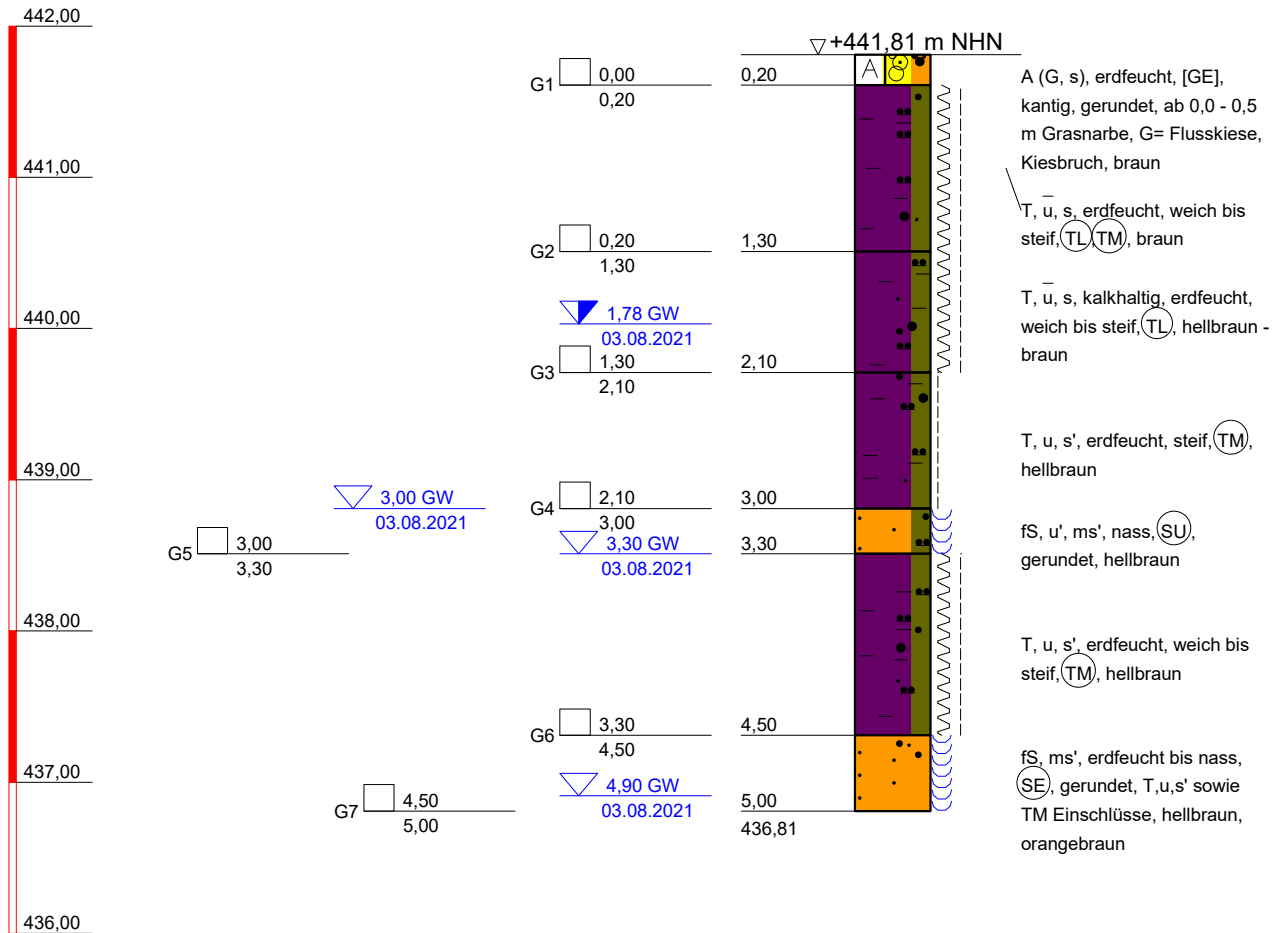 442,00
441,00
440,00
439,00
438,00
437,00
436,00
+441,81 m NHN
G1 0,00
0,20
0,20
G2 0,20
1,30
1,30
1,78 GW
03.08.2021
G3 1,30
2,10
2,10
3,00 GW
03.08.2021
G4 2,10
3,00
3,00
G5 3,00
3,30
3,30 GW
03.08.2021
3,30
G6 3,30
4,50
4,50
G7 4,50
5,00
4,90 GW
03.08.2021
5,00
436,81
A
A (G, s), erdfeucht, [GE],
kantig, gerundet, ab 0,0 - 0,5
m Grasnarbe, G= Flusskiese,
Kiesbruch, braun
T, ū, s, erdfeucht, weich bis
steif, TL, TM, braun
T, ū, s, kalkhaltig, erdfeucht,
weich bis steif, TL, hellbraun -
braun
T, u, s', erdfeucht, steif, TM,
hellbraun
fS, u', ms', nass, SU,
gerundet, hellbraun
T, u, s', erdfeucht, weich bis
steif, TM, hellbraun
fS, ms', erdfeucht bis nass,
SE, gerundet, T,u,s' sowie
TM Einschlüsse, hellbraun,
orangebraun